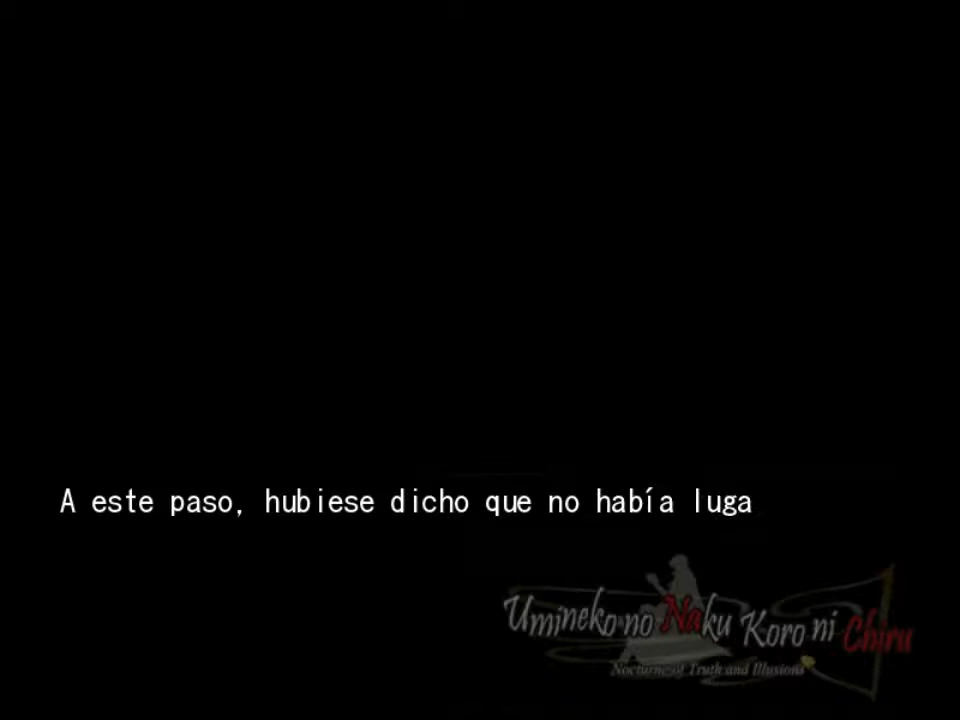 A este paso, hubiese dicho que no había luga
Umineko no Naku Koro ni Chiru
Nocturne of Truth and Illusions